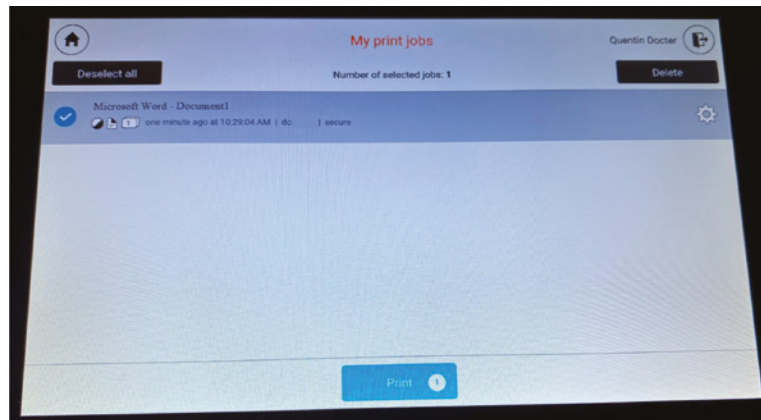 My print jobs
Quentin Docter
Deselect all
Number of selected jobs: 1
Delete
Microsoft Word - Document1
1 one minute ago at 10:29:04 AM | do | secure
Print 1